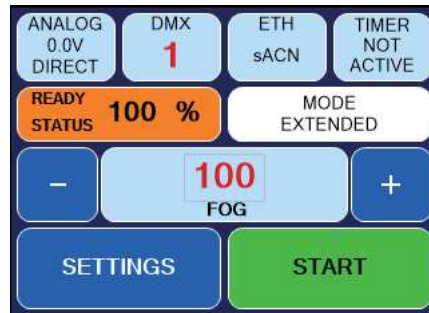 ANALOG
0.0V
DIRECT
DMX
1
ETH
sACN
TIMER
NOT
ACTIVE
READY
STATUS
100 %
MODE
EXTENDED
−
100
FOG
+
SETTINGS
START